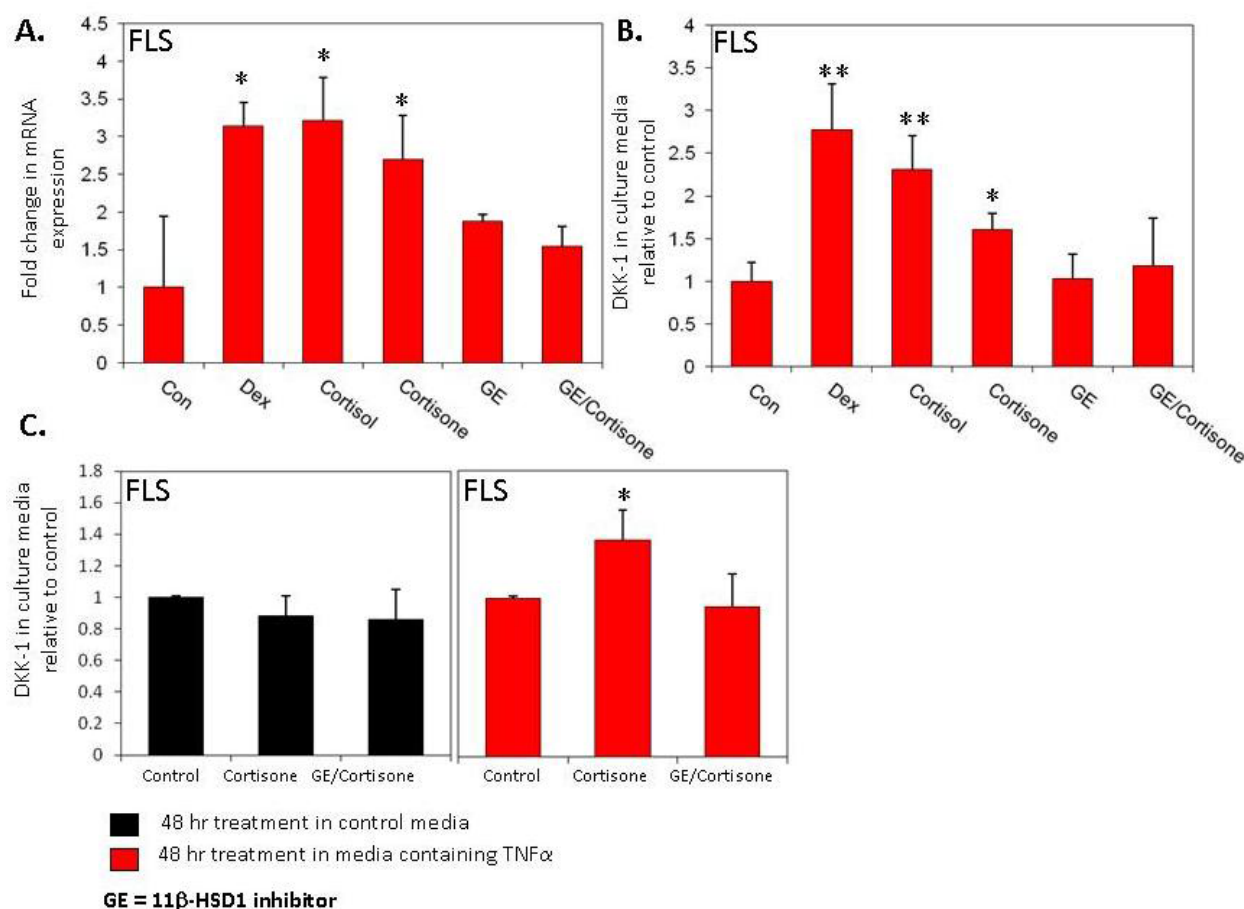 A.
FLS
Fold change in mRNA
expression
4.5
4
3.5
3
2.5
2
1.5
1
0.5
0
*
*
*
Con
Dex
Cortisol
Cortisone
GE
GE/Cortisone
B.
FLS
DKK-1 in culture media
relative to control
4
3.5
3
2.5
2
1.5
1
0.5
0
**
**
*
Con
Dex
Cortisol
Cortisone
GE
GE/Cortisone
C.
DKK-1 in culture media
relative to control
1.8
1.6
1.4
1.2
1
0.8
0.6
0.4
0.2
0
FLS
Control Cortisone GE/Cortisone
FLS
*
Control Cortisone GE/Cortisone
48 hr treatment in control media
48 hr treatment in media containing TNFα
GE = 11β-HSD1 inhibitor